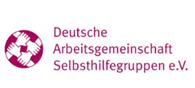 Deutsche
Arbeitsgemeinschaft
Selbsthilfegruppen e.V.